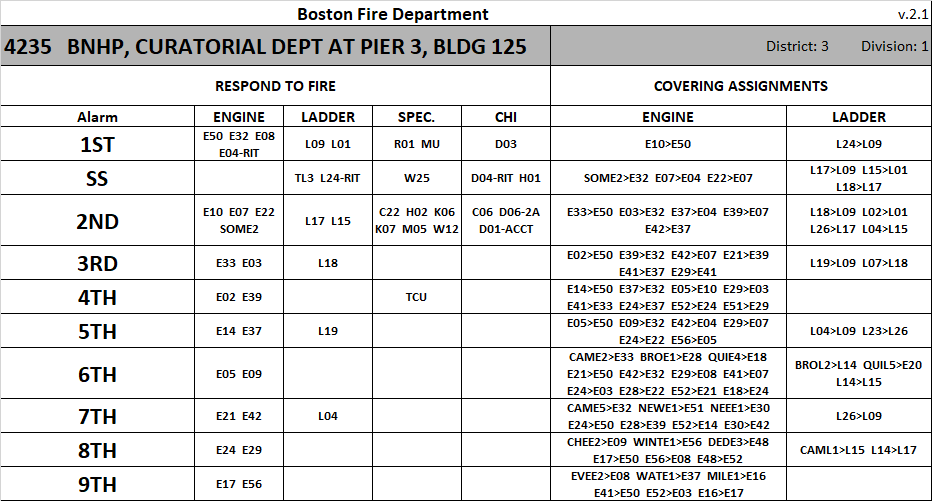 Boston Fire Department v.2.1
4235 BNHP, CURATORIAL DEPT AT PIER 3, BLDG 125 District: 3 Division: 1
RESPOND TO FIRE COVERING ASSIGNMENTS
Alarm ENGINE LADDER SPEC. CHI ENGINE LADDER
1ST E50 E32 E08 L09 L01 R01 MU D03 E10>E50 L24>L09
E04-RIT
SS TL3 L24-RIT W25 D04-RIT H01 SOME2>E32 E07>E04 E22>E07 L17>L09 L15>L01
L18>L17
2ND E10 E07 E22 L17 L15 C22 H02 K06 C06 D06-2A E33>E50 E03>E32 E37>E04 E39>E07 L18>L09 L02>L01
SOME2 K07 M05 W12 D01-ACCT E42>E37 L26>L17 L04>L15
3RD E33 E03 L18 E02>E50 E39>E32 E42>E07 E21>E39 L19>L09 L07>L18
E41>E37 E29>E41
4TH E02 E39 TCU E14>E50 E37>E32 E05>E10 E29>E03
E41>E33 E24>E37 E52>E24 E51>E29
5TH E14 E37 L19 E05>E50 E09>E32 E42>E04 E29>E07 L04>L09 L23>L26
E24>E22 E56>E05
6TH E05 E09 CAME2>E33 BROE1>E28 QUIE4>E18 BROL2>L14 QUIL5>E20
E21>E50 E42>E32 E29>E08 E41>E07 L14>L15
E24>E03 E28>E22 E52>E21 E18>E24
7TH E21 E42 L04 CAME5>E32 NEWE1>E51 NEEE1>E30 L26>L09
E24>E50 E28>E39 E52>E14 E30>E42
8TH E24 E29 CHEE2>E09 WINTE1>E56 DEDE3>E48 CAML1>L15 L14>L17
E17>E50 E56>E08 E48>E52
9TH E17 E56 EVEE2>E08 WATE1>E37 MILE1>E16
E41>E50 E52>E03 E16>E17